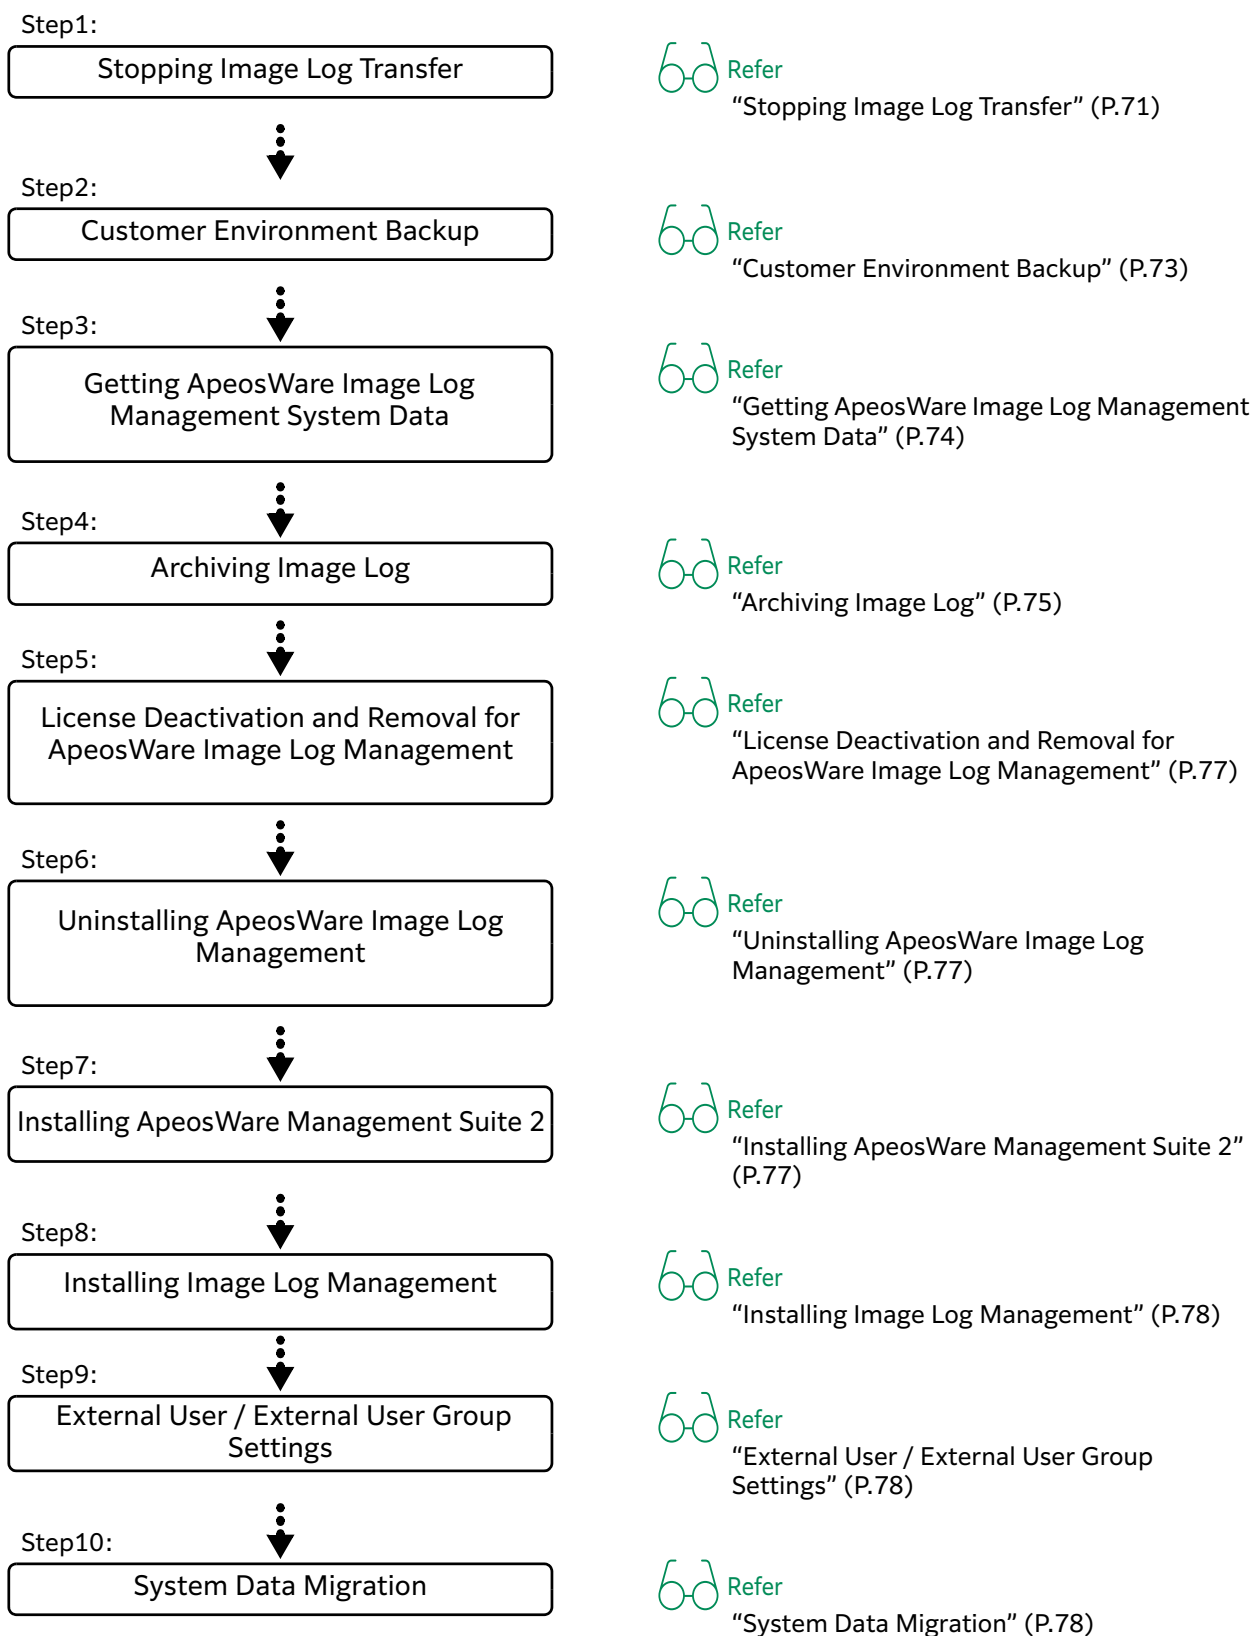 Step1:
Stopping Image Log Transfer
Refer
“Stopping Image Log Transfer” (P.71)
Step2:
Customer Environment Backup
Refer
“Customer Environment Backup” (P.73)
Step3:
Getting ApeosWare Image Log
Management System Data
Refer
“Getting ApeosWare Image Log Management
System Data” (P.74)
Step4:
Archiving Image Log
Refer
“Archiving Image Log” (P.75)
Step5:
License Deactivation and Removal for
ApeosWare Image Log Management
Refer
“License Deactivation and Removal for
ApeosWare Image Log Management” (P.77)
Step6:
Uninstalling ApeosWare Image Log
Management
Refer
“Uninstalling ApeosWare Image Log
Management” (P.77)
Step7:
Installing ApeosWare Management Suite 2
Refer
“Installing ApeosWare Management Suite 2”
(P.77)
Step8:
Installing Image Log Management
Refer
“Installing Image Log Management” (P.78)
Step9:
External User / External User Group
Settings
Refer
“External User / External User Group
Settings” (P.78)
Step10:
System Data Migration
Refer
“System Data Migration” (P.78)